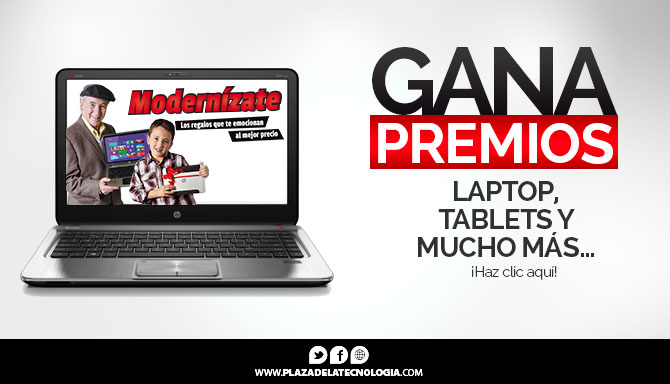 Modernízate
Los regalos que te emocionan
al mejor precio
hp
GANA
PREMIOS
LAPTOP,
TABLETS Y
MUCHO MÁS...
¡Haz clic aquí!
WWW.PLAZADELATECNOLOGIA.COM